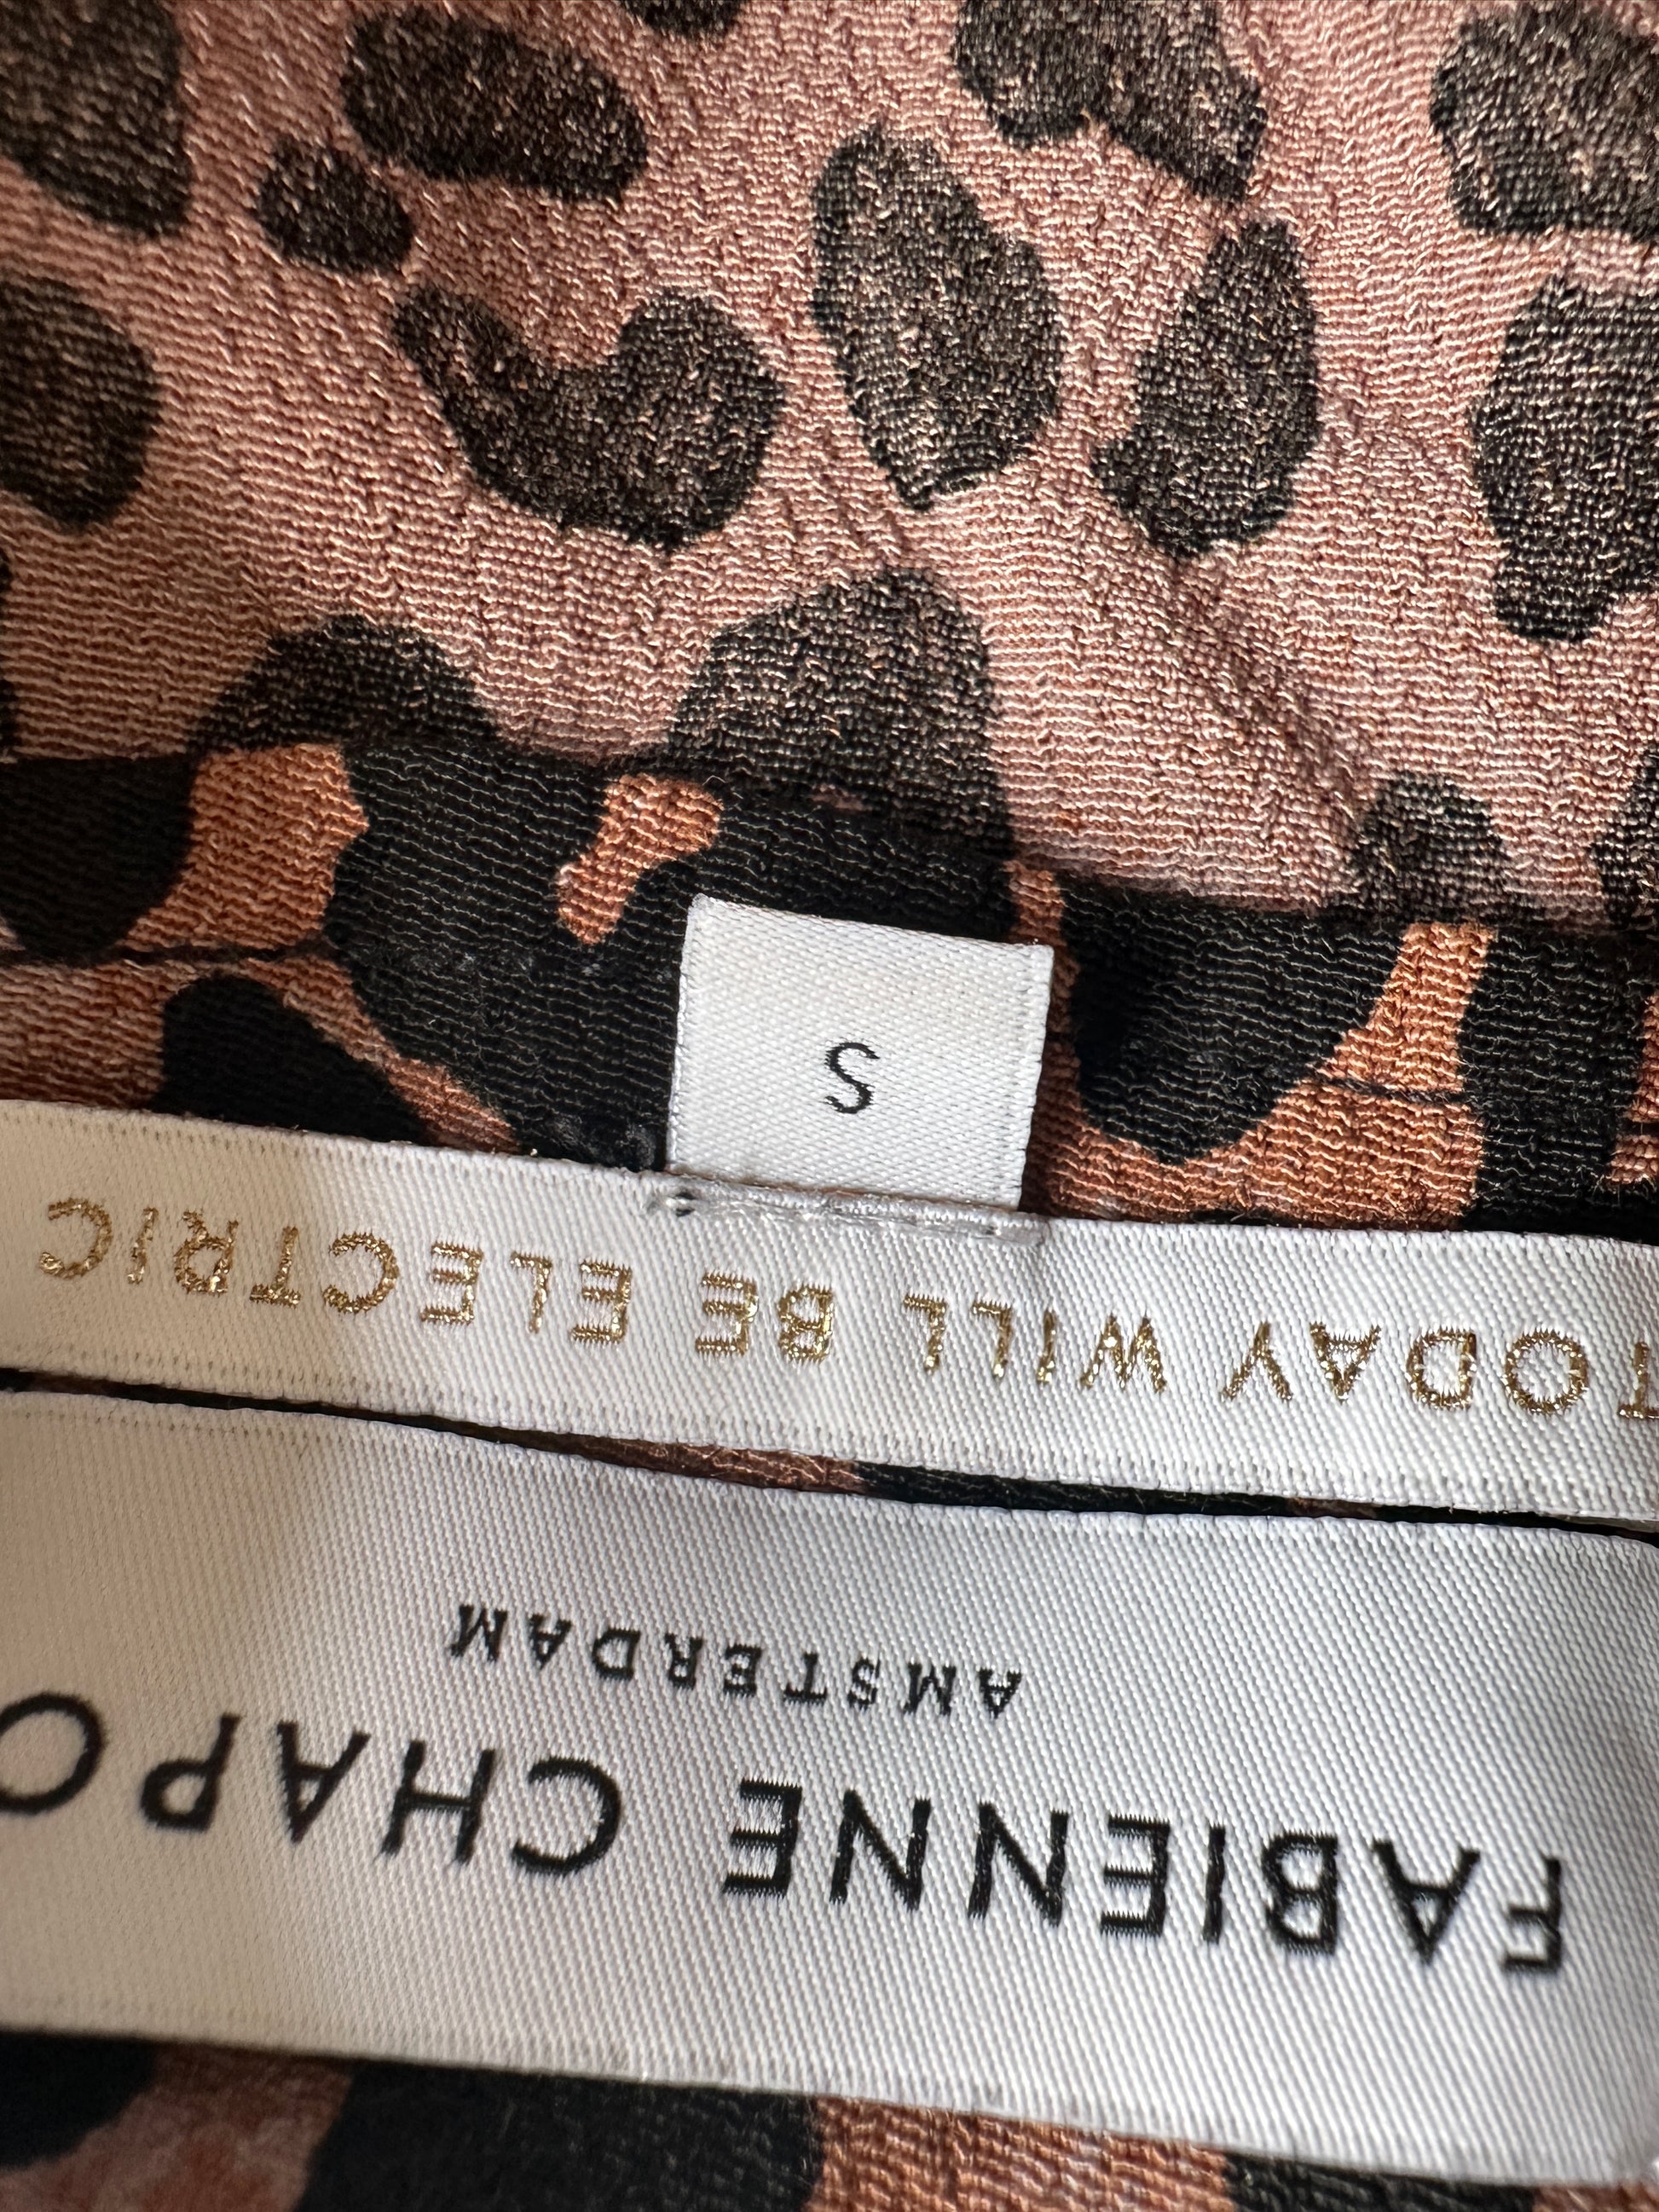 FABIENNE CHAPO
AMSTERDAM
TODAY WILL BE ELECTRIC
S